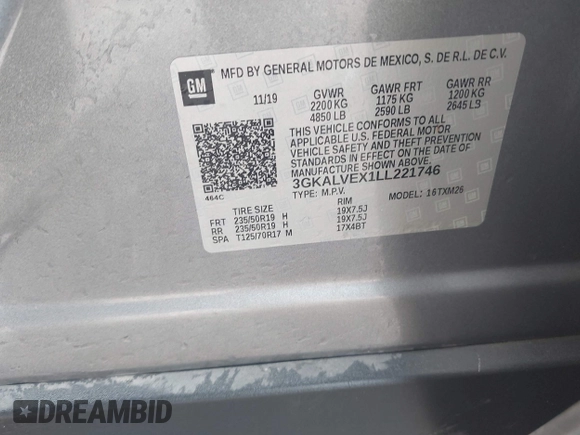 GM
MFD BY GENERAL MOTORS DE MEXICO, S. DE R.L. DE C.V.
11/19 GVWR GAWR FRT GAWR RR
2200 KG 1175 KG 1200 KG
4850 LB 2590 LB 2645 LB
THIS VEHICLE CONFORMS TO ALL
APPLICABLE U.S. FEDERAL MOTOR
VEHICLE SAFETY, BUMPER, AND THEFT
PREVENTION STANDARDS IN EFFECT
ON THE DATE OF MANUFACTURE
SHOWN ABOVE.
3GKALVEX1LL221746
464C TYPE: M.P.V. MODEL: 16TXM26
TIRE SIZE RIM
FRT 235/50R19 H 19X7.5J
RR 235/50R19 H 19X7.5J
SPA T125/70R17 M 17X4BT
DREAMBID